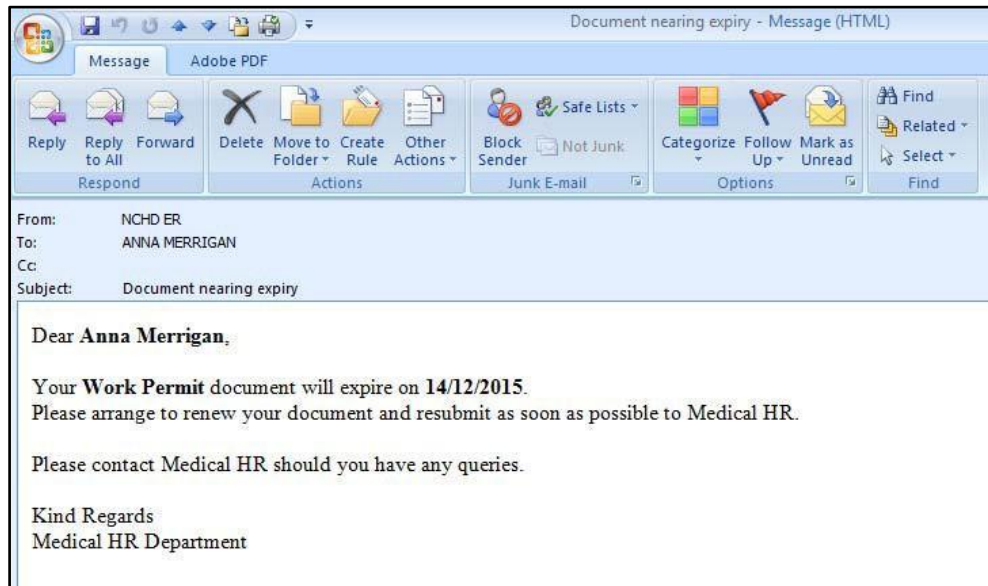 Document nearing expiry - Message (HTML)
Message Adobe PDF
Reply Reply to All Forward Delete Move to Folder Create Rule Other Actions Block Sender Safe Lists Not Junk Categorize Follow Up Mark as Unread Find Related Select
Respond Actions Junk E-mail Options Find
From: NCHD ER
To: ANNA MERRIGAN
Cc:
Subject: Document nearing expiry
Dear Anna Merrigan,
Your Work Permit document will expire on 14/12/2015.
Please arrange to renew your document and resubmit as soon as possible to Medical HR.
Please contact Medical HR should you have any queries.
Kind Regards
Medical HR Department